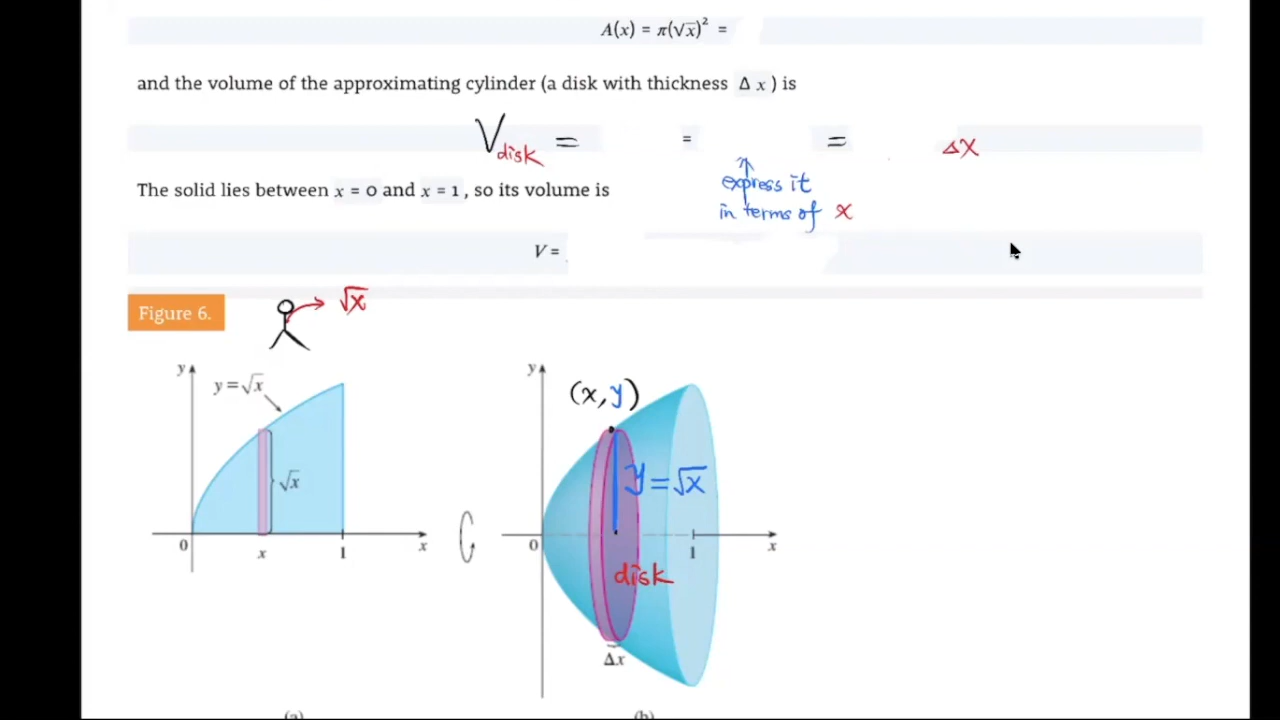 A(x) = π(√x)² =
and the volume of the approximating cylinder (a disk with thickness Δ x ) is
V disk = = = Δx
The solid lies between x = 0 and x = 1 , so its volume is
express it
in terms of x
V =
Figure 6.
√x
y
y = √x
√x
0
x
1
x
y
(x, y)
y = √x
0
1
x
disk
Δx
(a)
(b)